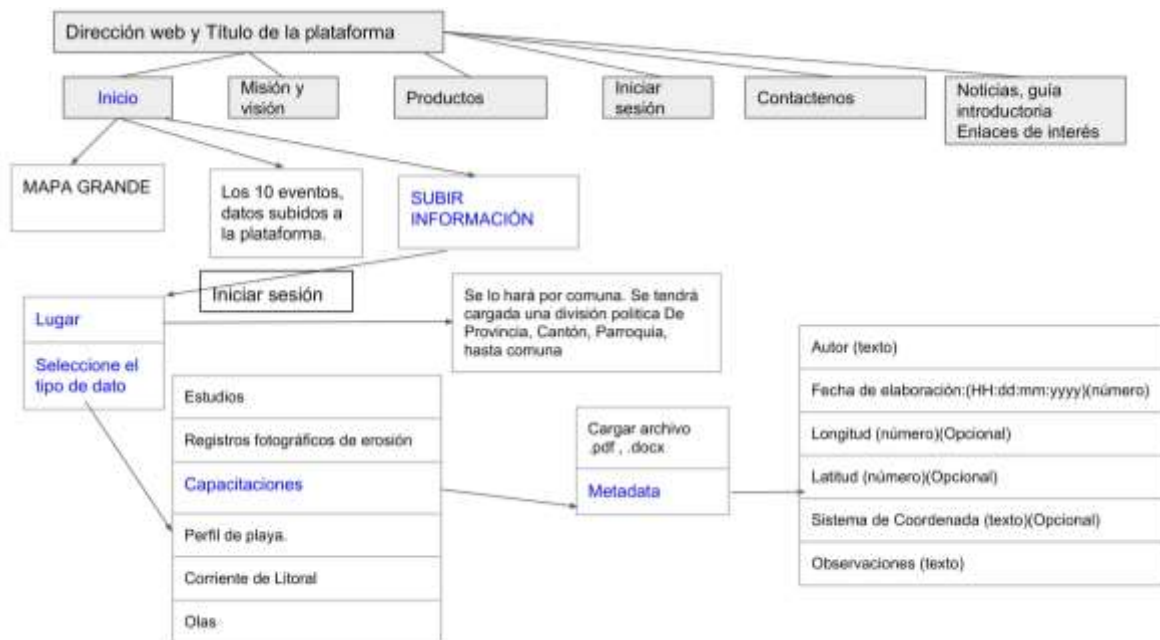 Dirección web y Título de la plataforma
Inicio
Misión y
visión
Productos
Iniciar
sesión
Contactenos
Noticias, guía
introductoria
Enlaces de interés
MAPA GRANDE
Los 10 eventos,
datos subidos a
la plataforma.
SUBIR
INFORMACIÓN
Iniciar sesión
Lugar
Seleccione el
tipo de dato
Se lo hará por comuna. Se tendrá
cargada una división política De
Provincia, Cantón, Parroquia,
hasta comuna
Estudios
Registros fotográficos de erosión
Capacitaciones
Perfil de playa.
Corriente de Litoral
Olas
Cargar archivo
.pdf , .docx
Metadata
Autor (texto)
Fecha de elaboración:(HH:dd:mm:yyyy)(número)
Longitud (número)(Opcional)
Latitud (número)(Opcional)
Sistema de Coordenada (texto)(Opcional)
Observaciones (texto)